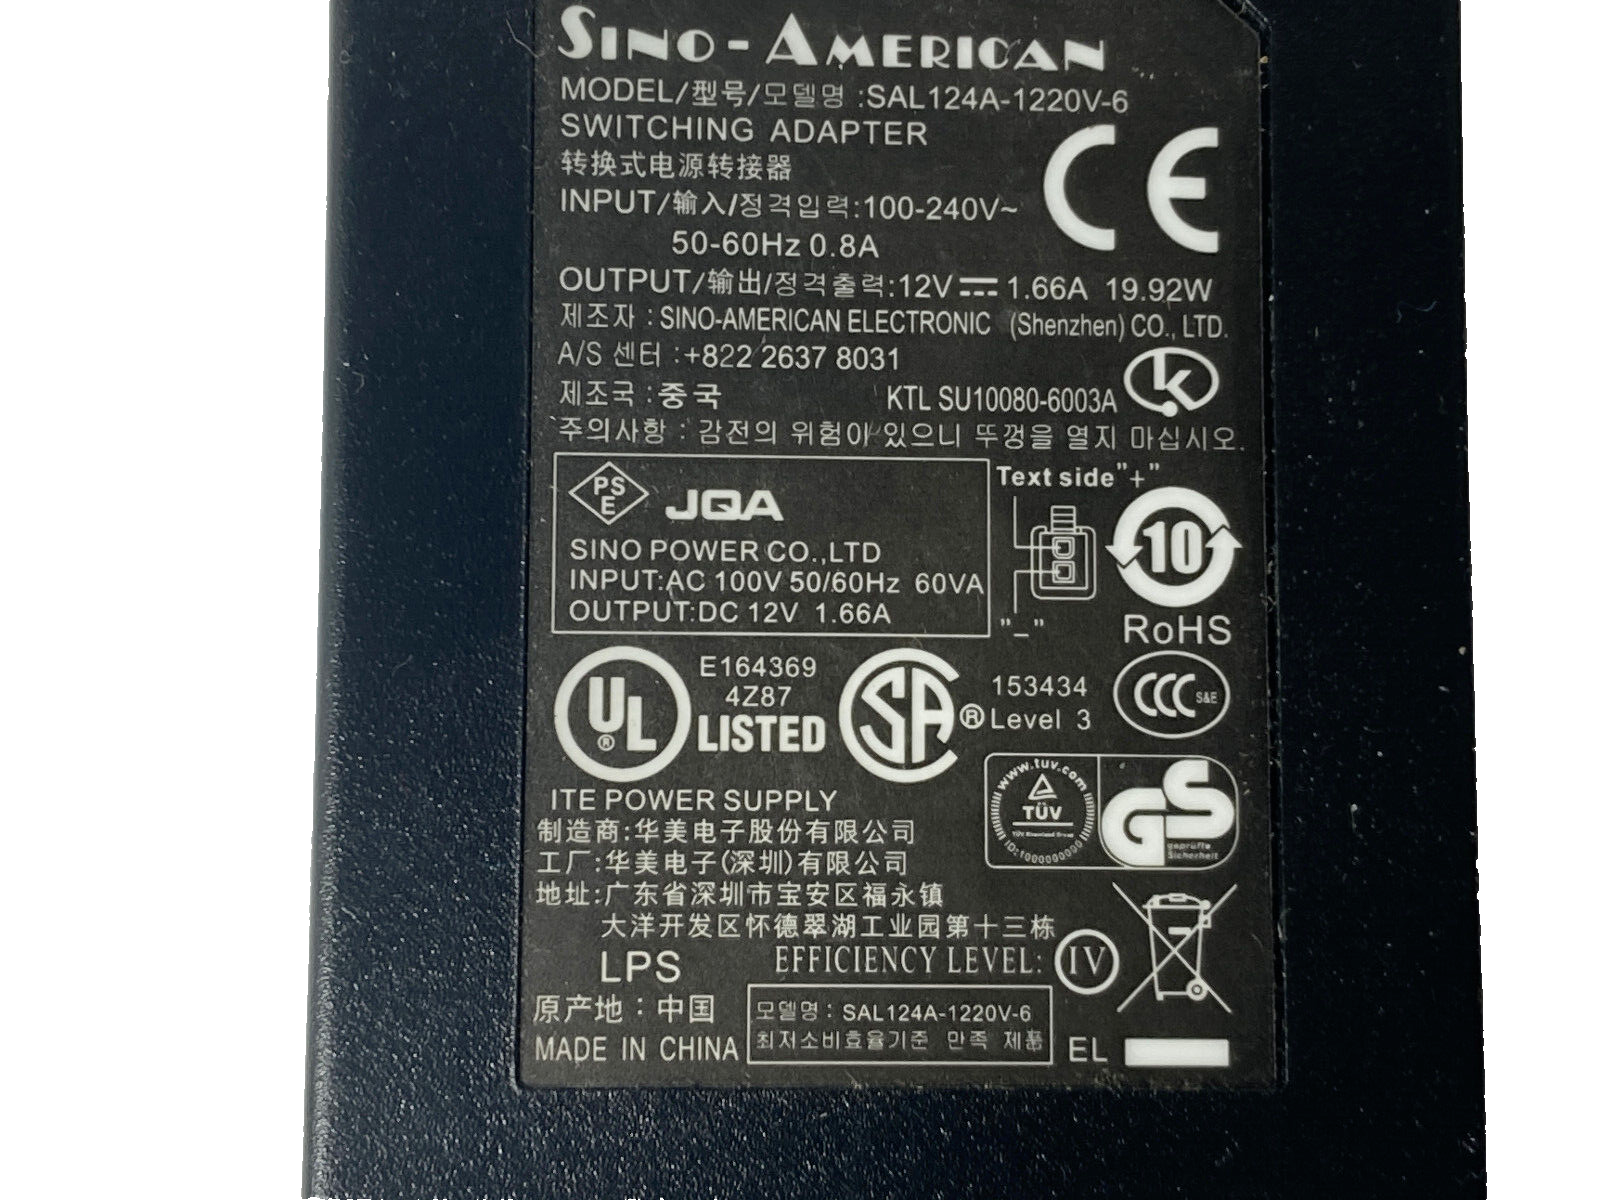 SINO-AMERICAN
MODEL/型号/모델명 :SAL124A-1220V-6
SWITCHING ADAPTER
转换式电源转接器
INPUT/输入/정격입력:100-240V~
50-60Hz 0.8A
CE
OUTPUT/输出/정격출력:12V 1.66A 19.92W
제조자 : SINO-AMERICAN ELECTRONIC (Shenzhen) CO., LTD.
A/S 센터 :+822 2637 8031
제조국 : 중국
KTL SU10080-6003A
주의사항 : 감전의 위험이 있으니 뚜껑을 열지 마십시오.
PSE JQA
SINO POWER CO.,LTD
INPUT:AC 100V 50/60Hz 60VA
OUTPUT:DC 12V 1.66A
Text side"+"
"-"
10
RoHS
UL ®
E164369
4Z87
LISTED
SA ®
153434
Level 3
CCC S&E
www.tuv.com
TÜV
TÜV Rheinland Group
ID:1000000000
GS
geprüfte
Sicherheit
ITE POWER SUPPLY
制造商:华美电子股份有限公司
工厂:华美电子(深圳)有限公司
地址:广东省深圳市宝安区福永镇
大洋开发区怀德翠湖工业园第十三栋
LPS
EFFICIENCY LEVEL: IV
原产地：中国
MADE IN CHINA
모델명 : SAL124A-1220V-6
최저소비효율기준 만족 제품
EL